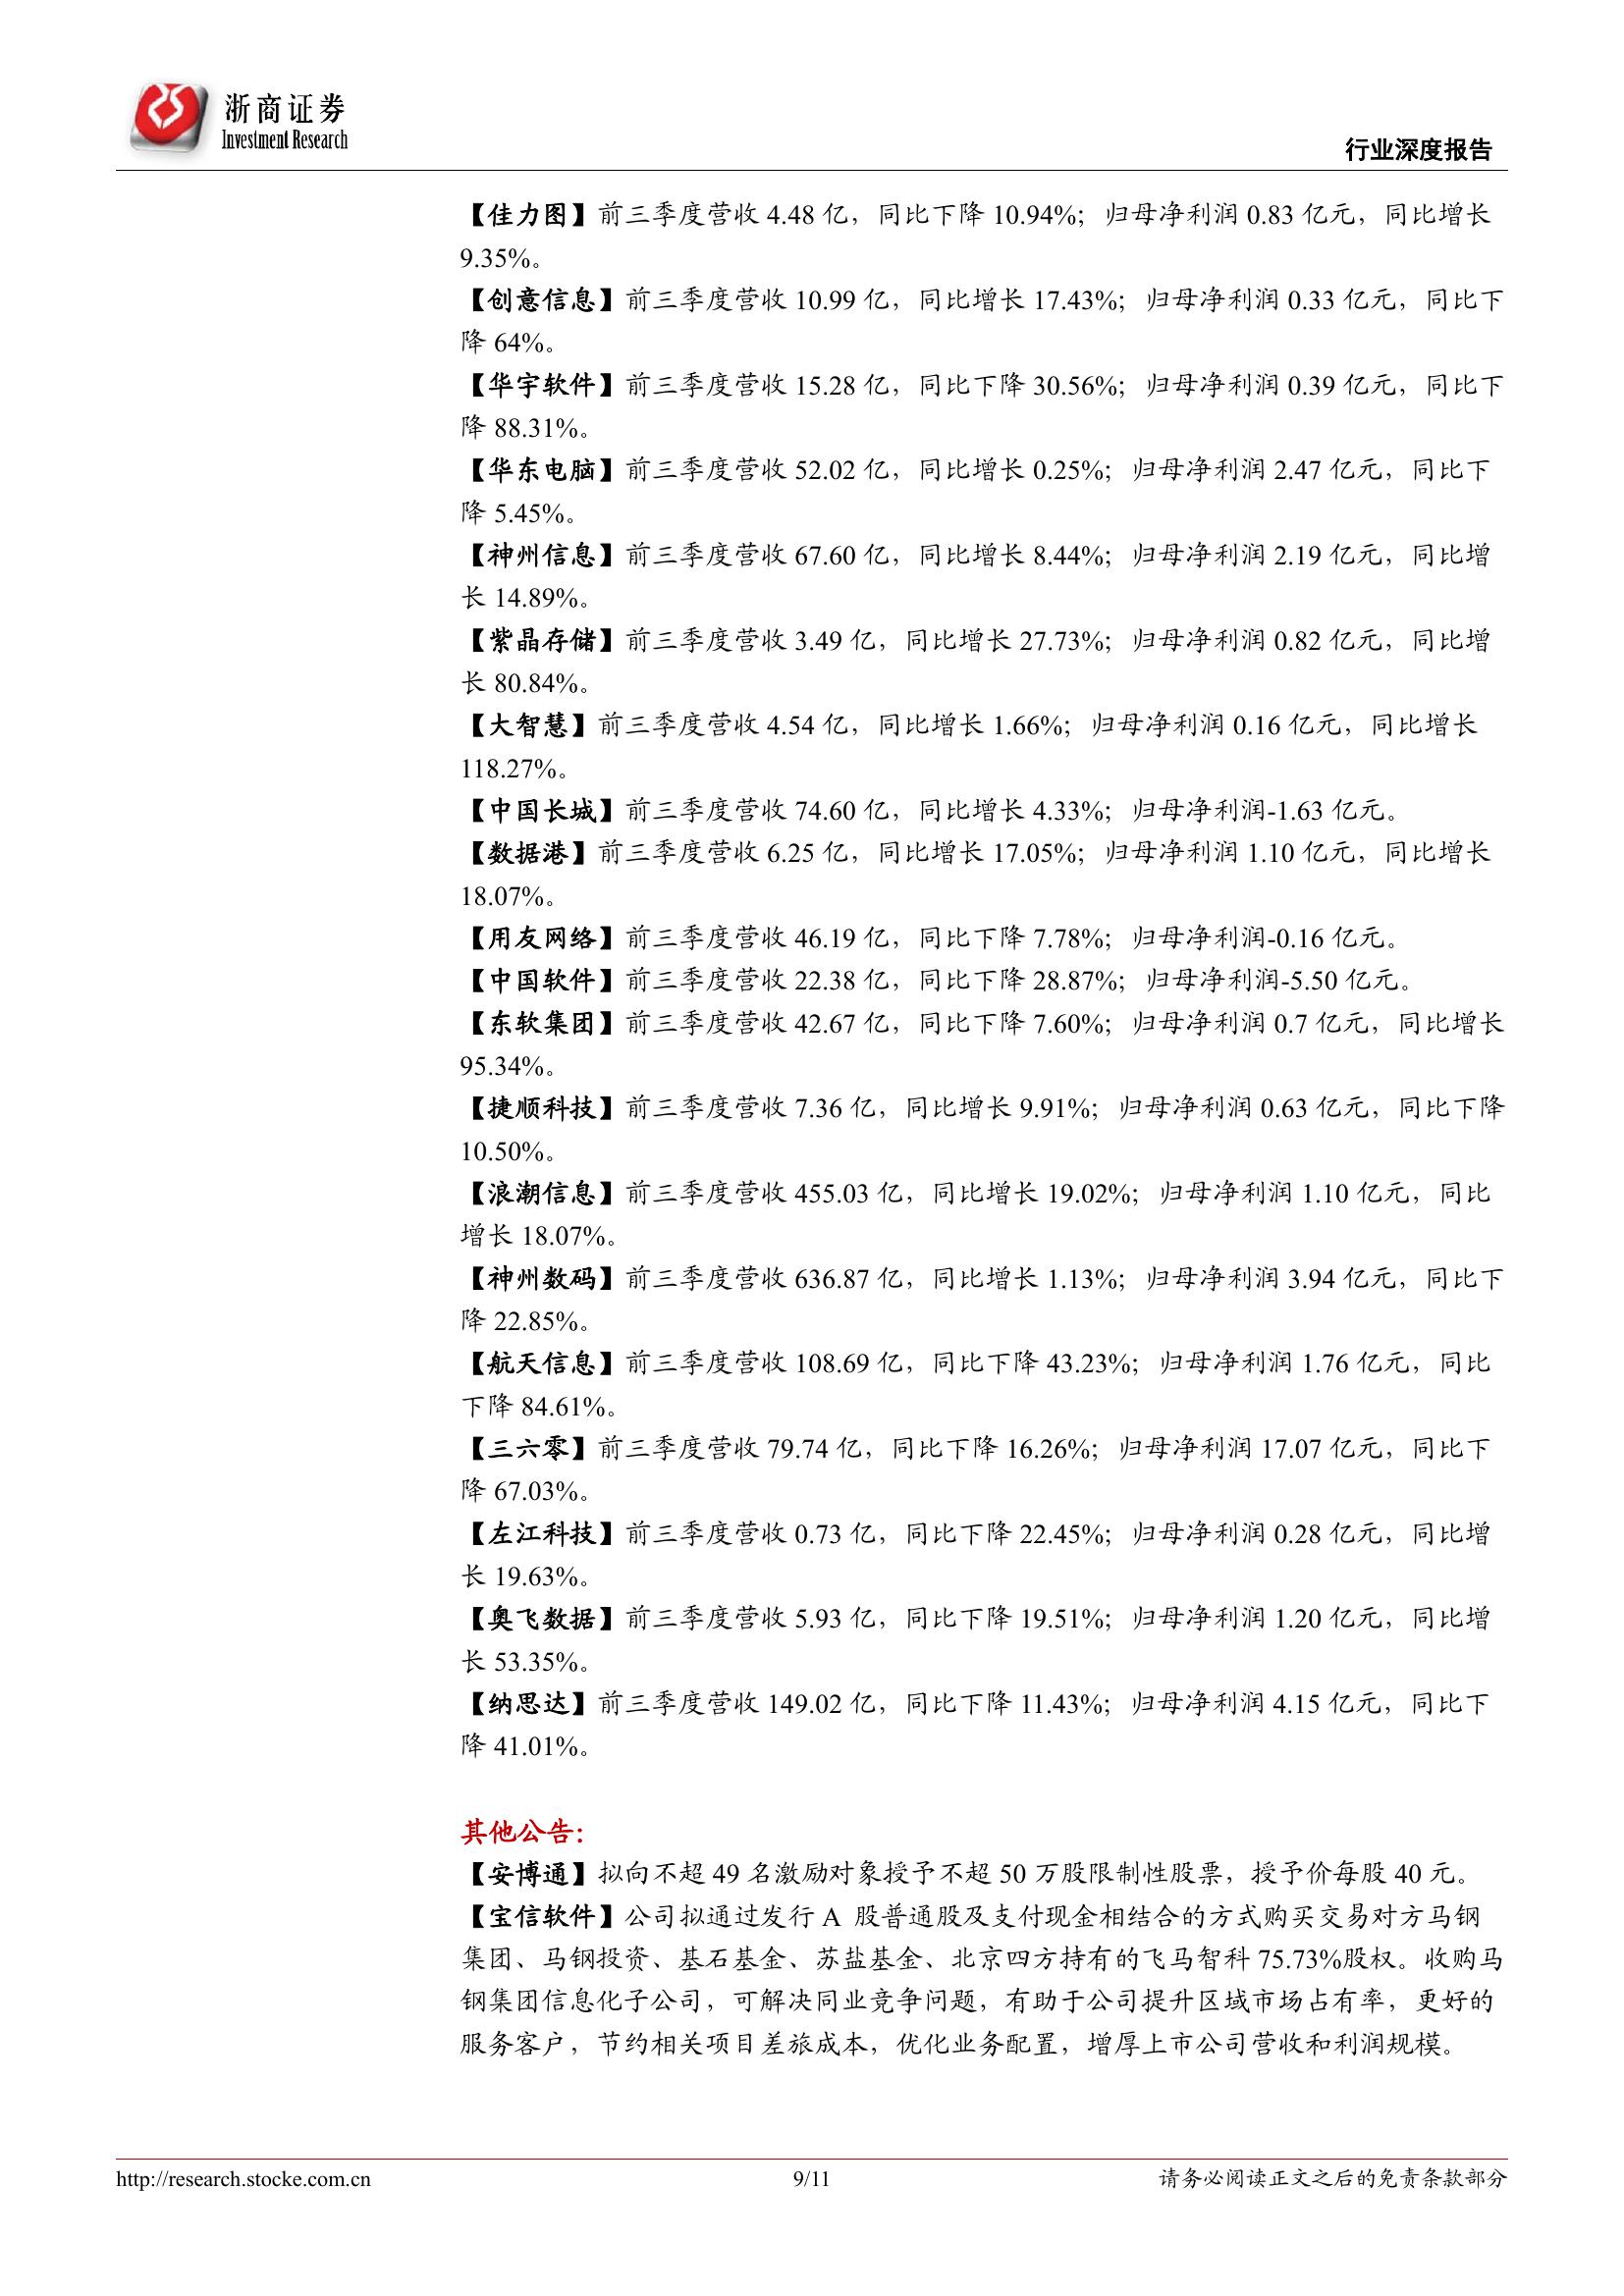 浙商证券
Investment Research
行业深度报告
【佳力图】前三季度营收 4.48 亿，同比下降 10.94%；归母净利润 0.83 亿元，同比增长
9.35%。
【创意信息】前三季度营收 10.99 亿，同比增长 17.43%；归母净利润 0.33 亿元，同比下
降 64%。
【华宇软件】前三季度营收 15.28 亿，同比下降 30.56%；归母净利润 0.39 亿元，同比下
降 88.31%。
【华东电脑】前三季度营收 52.02 亿，同比增长 0.25%；归母净利润 2.47 亿元，同比下
降 5.45%。
【神州信息】前三季度营收 67.60 亿，同比增长 8.44%；归母净利润 2.19 亿元，同比增
长 14.89%。
【紫晶存储】前三季度营收 3.49 亿，同比增长 27.73%；归母净利润 0.82 亿元，同比增
长 80.84%。
【大智慧】前三季度营收 4.54 亿，同比增长 1.66%；归母净利润 0.16 亿元，同比增长
118.27%。
【中国长城】前三季度营收 74.60 亿，同比增长 4.33%；归母净利润-1.63 亿元。
【数据港】前三季度营收 6.25 亿，同比增长 17.05%；归母净利润 1.10 亿元，同比增长
18.07%。
【用友网络】前三季度营收 46.19 亿，同比下降 7.78%；归母净利润-0.16 亿元。
【中国软件】前三季度营收 22.38 亿，同比下降 28.87%；归母净利润-5.50 亿元。
【东软集团】前三季度营收 42.67 亿，同比下降 7.60%；归母净利润 0.7 亿元，同比增长
95.34%。
【捷顺科技】前三季度营收 7.36 亿，同比增长 9.91%；归母净利润 0.63 亿元，同比下降
10.50%。
【浪潮信息】前三季度营收 455.03 亿，同比增长 19.02%；归母净利润 1.10 亿元，同比
增长 18.07%。
【神州数码】前三季度营收 636.87 亿，同比增长 1.13%；归母净利润 3.94 亿元，同比下
降 22.85%。
【航天信息】前三季度营收 108.69 亿，同比下降 43.23%；归母净利润 1.76 亿元，同比
下降 84.61%。
【三六零】前三季度营收 79.74 亿，同比下降 16.26%；归母净利润 17.07 亿元，同比下
降 67.03%。
【左江科技】前三季度营收 0.73 亿，同比下降 22.45%；归母净利润 0.28 亿元，同比增
长 19.63%。
【奥飞数据】前三季度营收 5.93 亿，同比下降 19.51%；归母净利润 1.20 亿元，同比增
长 53.35%。
【纳思达】前三季度营收 149.02 亿，同比下降 11.43%；归母净利润 4.15 亿元，同比下
降 41.01%。
其他公告：
【安博通】拟向不超 49 名激励对象授予不超 50 万股限制性股票，授予价每股 40 元。
【宝信软件】公司拟通过发行 A 股普通股及支付现金相结合的方式购买交易对方马钢
集团、马钢投资、基石基金、苏盐基金、北京四方持有的飞马智科 75.73%股权。收购马
钢集团信息化子公司，可解决同业竞争问题，有助于公司提升区域市场占有率，更好的
服务客户，节约相关项目差旅成本，优化业务配置，增厚上市公司营收和利润规模。
http://research.stocke.com.cn
9/11
请务必阅读正文之后的免责条款部分